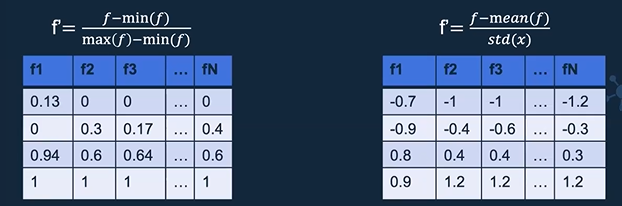 f'= f−min(f) / max(f)−min(f)
f1 f2 f3 ... fN
0.13 0 0 ... 0
0 0.3 0.17 ... 0.4
0.94 0.6 0.64 ... 0.6
1 1 1 ... 1
f'= f−mean(f) / std(x)
f1 f2 f3 ... fN
-0.7 -1 -1 ... -1.2
-0.9 -0.4 -0.6 ... -0.3
0.8 0.4 0.4 ... 0.3
0.9 1.2 1.2 ... 1.2